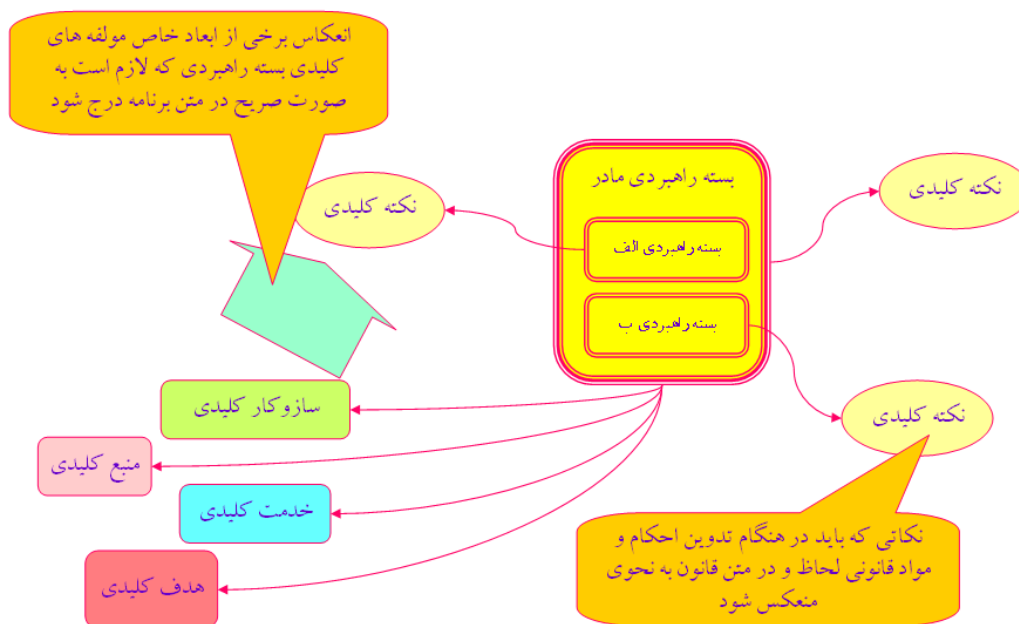 انعکاس برخی از ابعاد خاص مولفه های
کلیدی بسته راهبردی که لازم است به
صورت صریح در متن برنامه درج شود
بسته راهبردی مادر
نکته کلیدی
نکته کلیدی
بسته راهبردی الف
بسته راهبردی ب
سازوکار کلیدی
نکته کلیدی
منبع کلیدی
خدمت کلیدی
نکاتی که باید در هنگام تدوین احکام و
مواد قانونی لحاظ و در متن قانون به نحوی
منعکس شود
هدف کلیدی